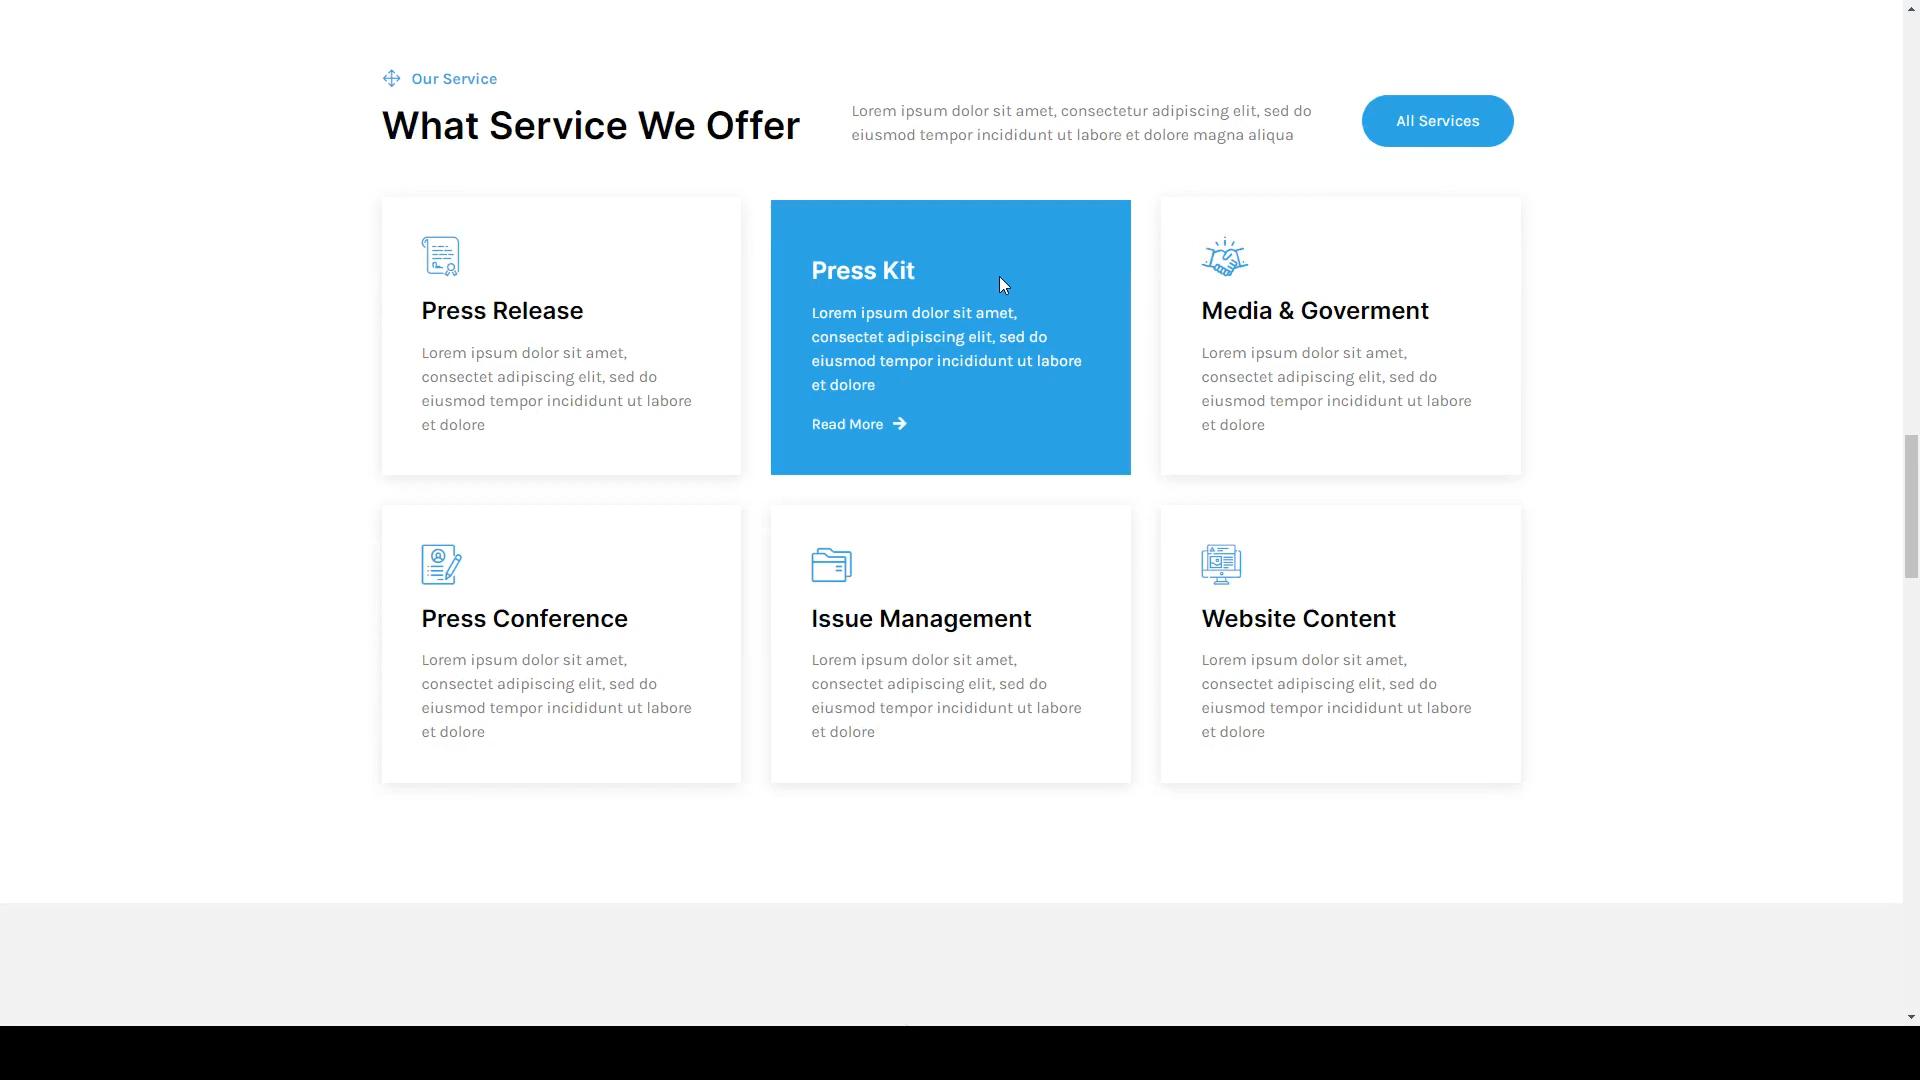 Our Service
What Service We Offer
Lorem ipsum dolor sit amet, consectetur adipiscing elit, sed do
eiusmod tempor incididunt ut labore et dolore magna aliqua
All Services
Press Release
Lorem ipsum dolor sit amet,
consectet adipiscing elit, sed do
eiusmod tempor incididunt ut labore
et dolore
Press Kit
Lorem ipsum dolor sit amet,
consectet adipiscing elit, sed do
eiusmod tempor incididunt ut labore
et dolore
Read More
Media & Goverment
Lorem ipsum dolor sit amet,
consectet adipiscing elit, sed do
eiusmod tempor incididunt ut labore
et dolore
Press Conference
Lorem ipsum dolor sit amet,
consectet adipiscing elit, sed do
eiusmod tempor incididunt ut labore
et dolore
Issue Management
Lorem ipsum dolor sit amet,
consectet adipiscing elit, sed do
eiusmod tempor incididunt ut labore
et dolore
Website Content
Lorem ipsum dolor sit amet,
consectet adipiscing elit, sed do
eiusmod tempor incididunt ut labore
et dolore